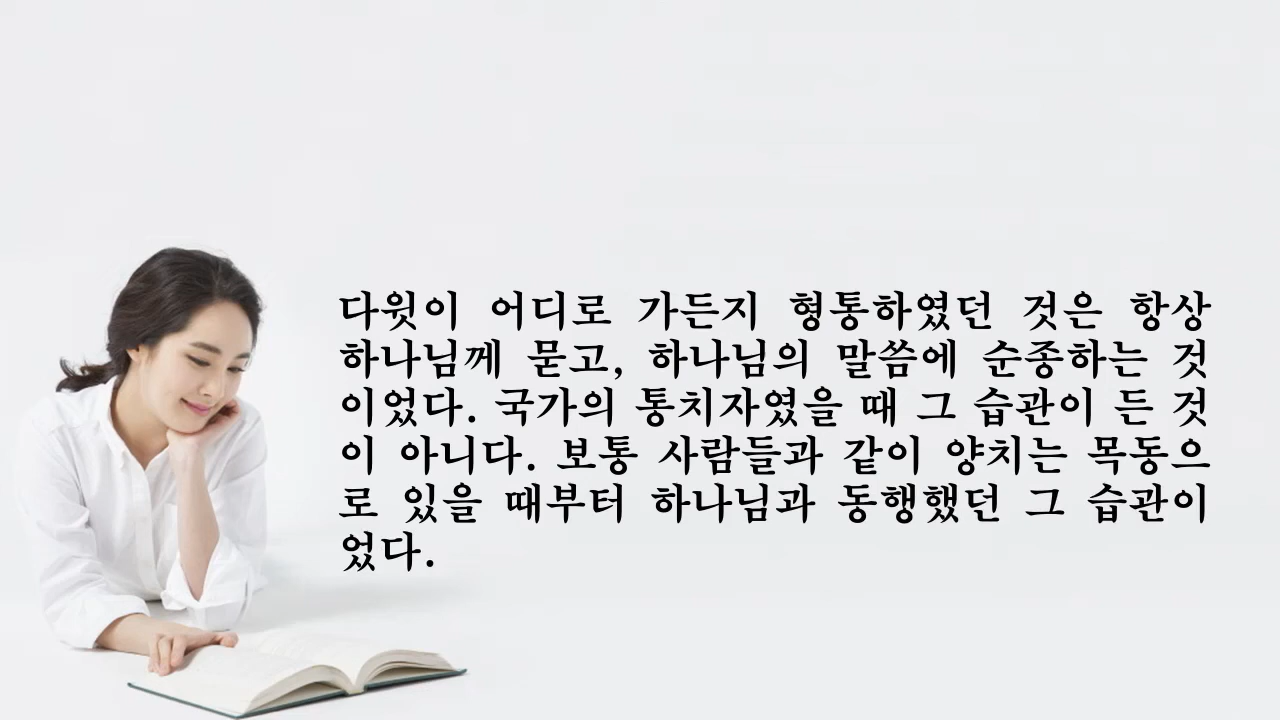 다윗이 어디로 가든지 형통하였던 것은 항상
하나님께 묻고, 하나님의 말씀에 순종하는 것
이었다. 국가의 통치자였을 때 그 습관이 든 것
이 아니다. 보통 사람들과 같이 양치는 목동으
로 있을 때부터 하나님과 동행했던 그 습관이
었다.